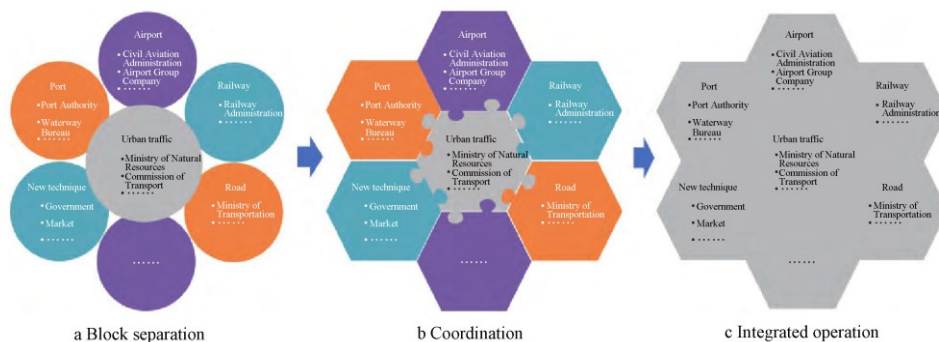 Airport
• Civil Aviation
Administration
• Airport Group
Company
• ······
Port
• Port Authority
• Waterway
Bureau
• ······
Railway
• Railway
Administration
• ······
Urban traffic
• Ministry of Natural
Resources
• Commission of
Transport
• ······
New technique
• Government
• Market
• ······
Road
• Ministry of
Transportation
• ······
······
a Block separation
Airport
• Civil Aviation
Administration
• Airport Group
Company
• ······
Port
• Port Authority
• Waterway
Bureau
• ······
Railway
• Railway
Administration
• ······
Urban traffic
• Ministry of Natural
Resources
• Commission of
Transport
• ······
New technique
• Government
• Market
• ······
Road
• Ministry of
Transportation
• ······
······
b Coordination
Airport
• Civil Aviation
Administration
• Airport Group
Company
• ······
Port
• Port Authority
• Waterway
Bureau
• ······
Railway
• Railway
Administration
• ······
Urban traffic
• Ministry of Natural
Resources
• Commission of
Transport
• ······
New technique
• Government
• Market
• ······
Road
• Ministry of
Transportation
• ······
······
c Integrated operation